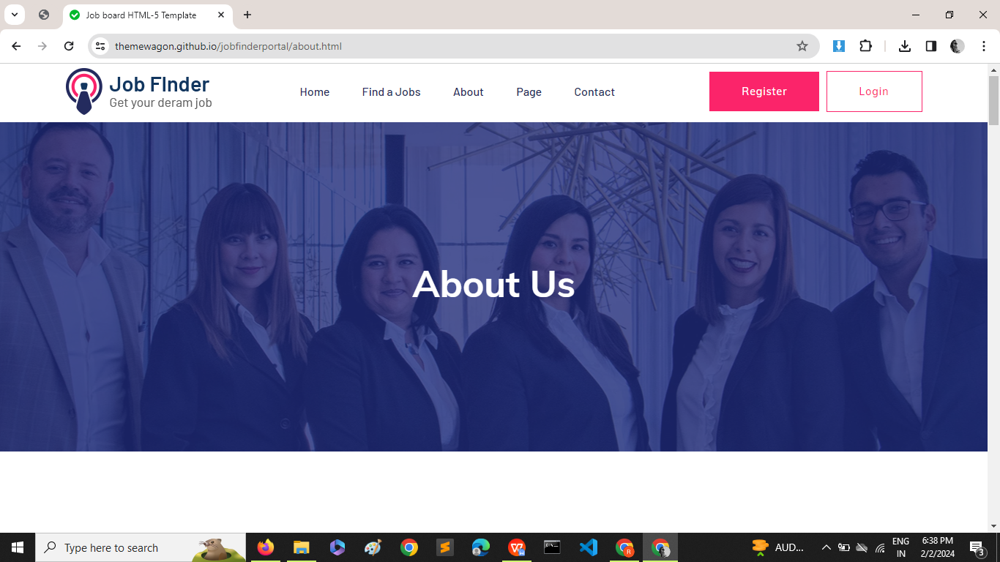 Job board HTML-5 Template
themewagon.github.io/jobfinderportal/about.html
Job FInder
Get your deram job
Home
Find a Jobs
About
Page
Contact
Register
Login
About Us
Type here to search
AUD...
ENG
IN
6:38 PM
2/2/2024
3